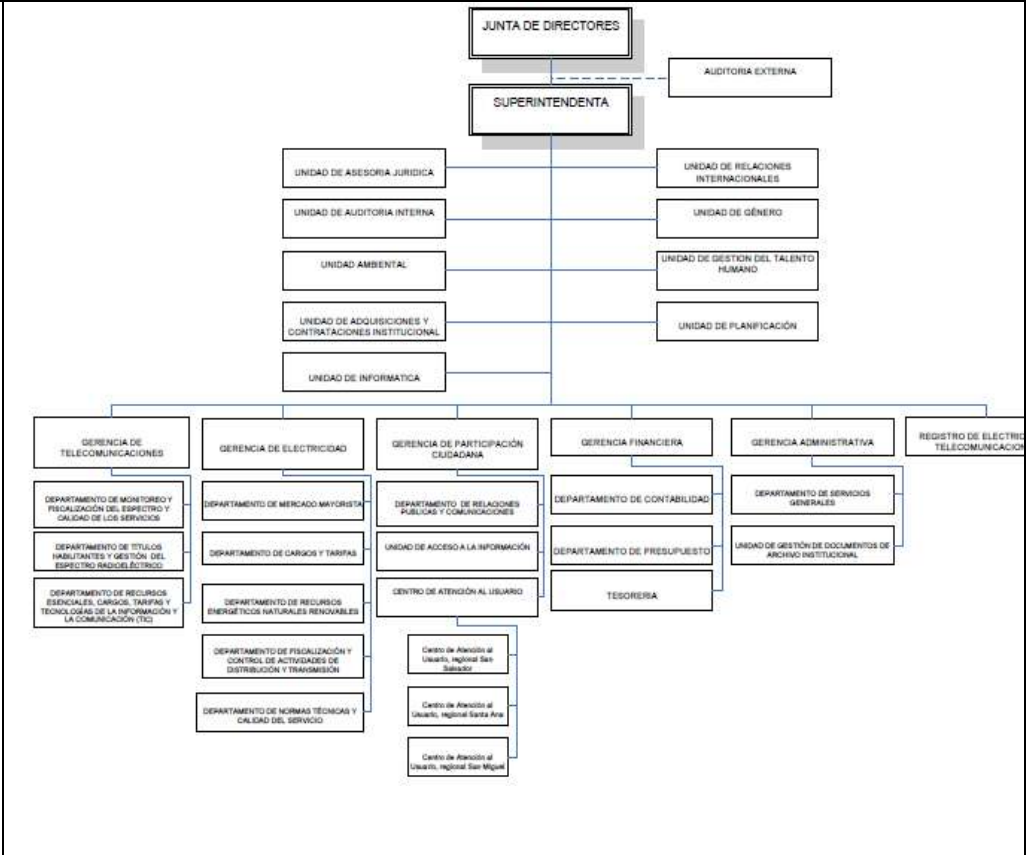 JUNTA DE DIRECTORES
AUDITORIA EXTERNA
SUPERINTENDENTA
UNIDAD DE ASESORIA JURIDICA
UNIDAD DE RELACIONES
INTERNACIONALES
UNIDAD DE AUDITORIA INTERNA
UNIDAD DE GÉNERO
UNIDAD AMBIENTAL
UNIDAD DE GESTION DEL TALENTO
HUMANO
UNIDAD DE ADQUISICIONES Y
CONTRATACIONES INSTITUCIONAL
UNIDAD DE PLANIFICACIÓN
UNIDAD DE INFORMATICA
GERENCIA DE
TELECOMUNICACIONES
DEPARTAMENTO DE MONITOREO Y
FISCALIZACIÓN DEL ESPECTRO Y
CALIDAD DE LOS SERVICIOS
DEPARTAMENTO DE TITULOS
HABILITANTES Y GESTIÓN DEL
ESPECTRO RADIOELÉCTRICO
DEPARTAMENTO DE RECURSOS
ESENCIALES, CARGOS, TARIFAS Y
TECNOLOGÍAS DE LA INFORMACIÓN Y
LA COMUNICACIÓN (TIC)
GERENCIA DE ELECTRICIDAD
DEPARTAMENTO DE MERCADO MAYORISTA
DEPARTAMENTO DE CARGOS Y TARIFAS
DEPARTAMENTO DE RECURSOS
ENERGÉTICOS NATURALES RENOVABLES
DEPARTAMENTO DE FISCALIZACIÓN Y
CONTROL DE ACTIVIDADES DE
DISTRIBUCIÓN Y TRANSMISIÓN
DEPARTAMENTO DE NORMAS TÉCNICAS Y
CALIDAD DEL SERVICIO
GERENCIA DE PARTICIPACIÓN
CIUDADANA
DEPARTAMENTO DE RELACIONES
PUBLICAS Y COMUNICACIONES
UNIDAD DE ACCESO A LA INFORMACIÓN
CENTRO DE ATENCIÓN AL USUARIO
Centro de Atención al
Usuario, regional San
Salvador
Centro de Atención al
Usuario, regional Santa Ana
Centro de Atención al
Usuario, regional San Miguel
GERENCIA FINANCIERA
DEPARTAMENTO DE CONTABILIDAD
DEPARTAMENTO DE PRESUPUESTO
TESORERIA
GERENCIA ADMINISTRATIVA
DEPARTAMENTO DE SERVICIOS
GENERALES
UNIDAD DE GESTIÓN DE DOCUMENTOS DE
ARCHIVO INSTITUCIONAL
REGISTRO DE ELECTRIC
TELECOMUNICACION